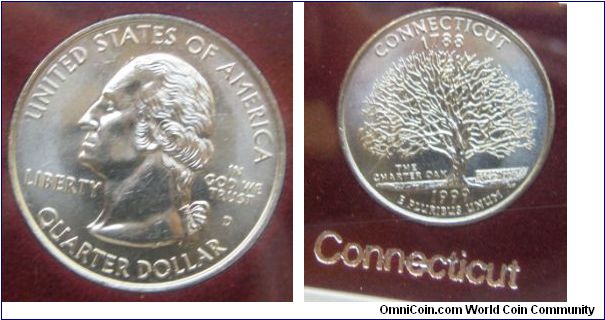 UNITED STATES OF AMERICA
LIBERTY
IN
GOD WE
TRUST
D
QUARTER DOLLAR
CONNECTICUT
1788
THE
CHARTER OAK
1999
E PLURIBUS UNUM
Connecticut
OmniCoin.com World Coin Community